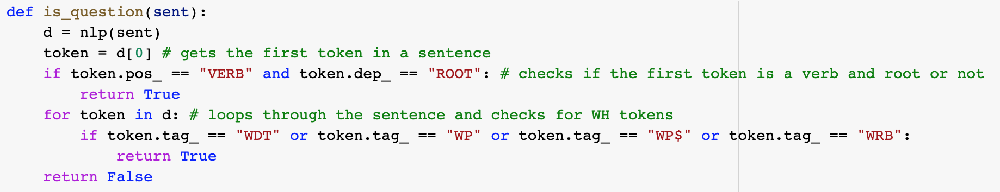 def is_question(sent):
    d = nlp(sent)
    token = d[0] # gets the first token in a sentence
    if token.pos_ == "VERB" and token.dep_ == "ROOT": # checks if the first token is a verb and root or not
        return True
    for token in d: # loops through the sentence and checks for WH tokens
        if token.tag_ == "WDT" or token.tag_ == "WP" or token.tag_ == "WP$" or token.tag_ == "WRB":
            return True
    return False